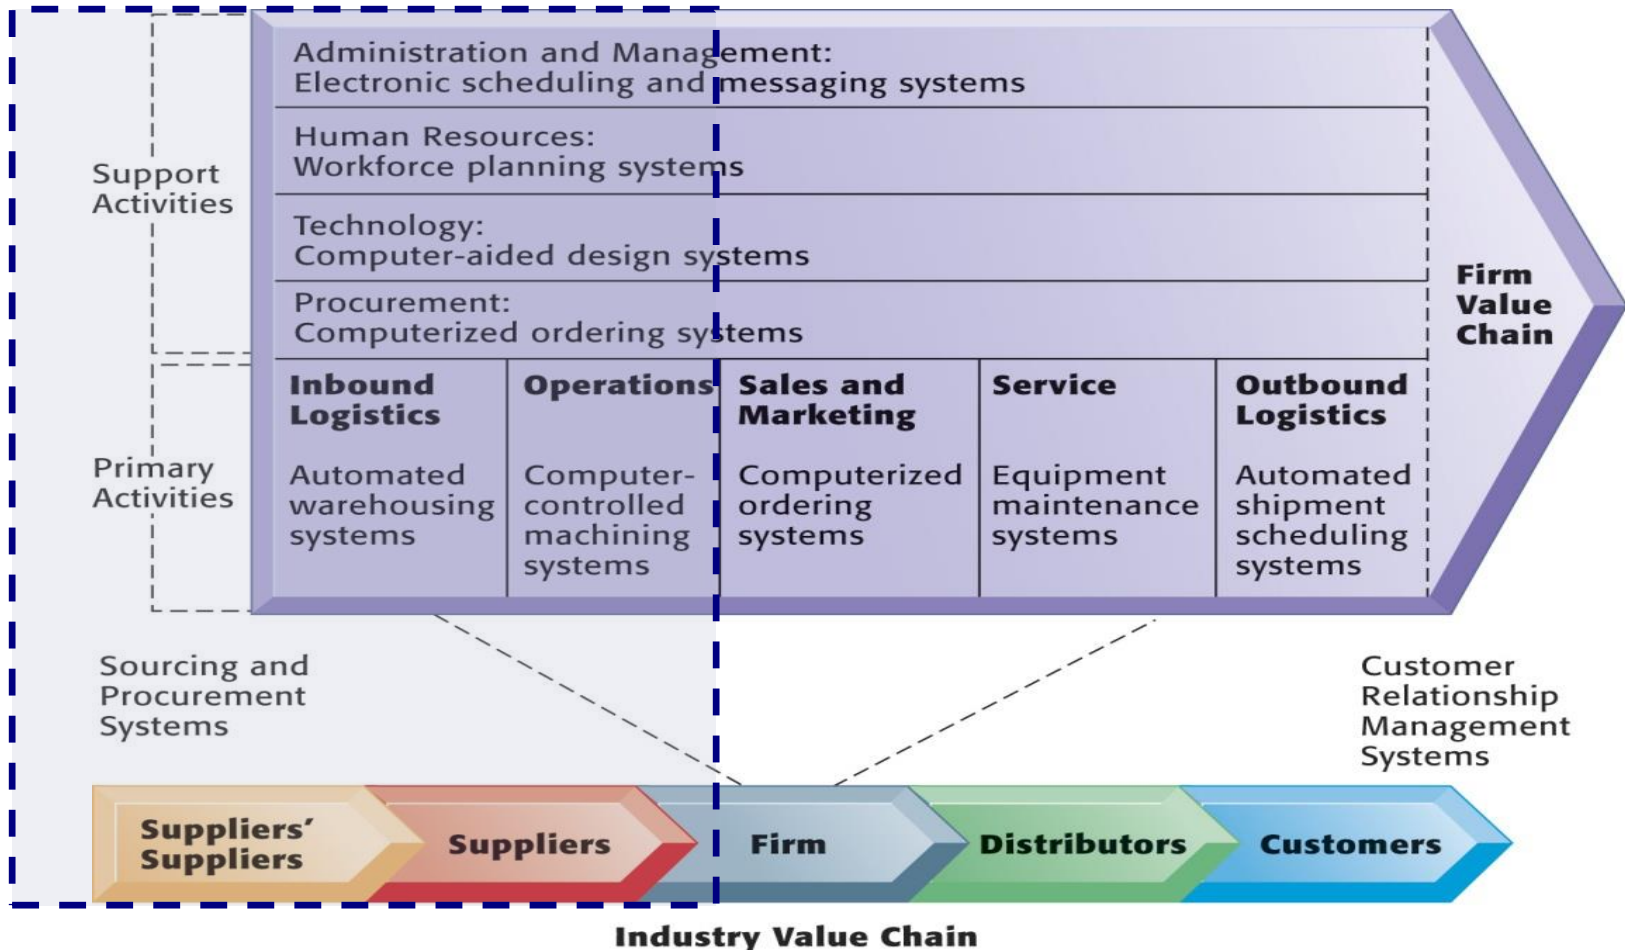 Administration and Management:
Electronic scheduling and messaging systems
Human Resources:
Workforce planning systems
Support
Activities
Technology:
Computer-aided design systems
Procurement:
Computerized ordering systems
Firm
Value
Chain
Primary
Activities
Inbound
Logistics
Automated
warehousing
systems
Operations
Computer-
controlled
machining
systems
Sales and
Marketing
Computerized
ordering
systems
Service
Equipment
maintenance
systems
Outbound
Logistics
Automated
shipment
scheduling
systems
Sourcing and
Procurement
Systems
Customer
Relationship
Management
Systems
Suppliers’
Suppliers
Suppliers
Firm
Distributors
Customers
Industry Value Chain